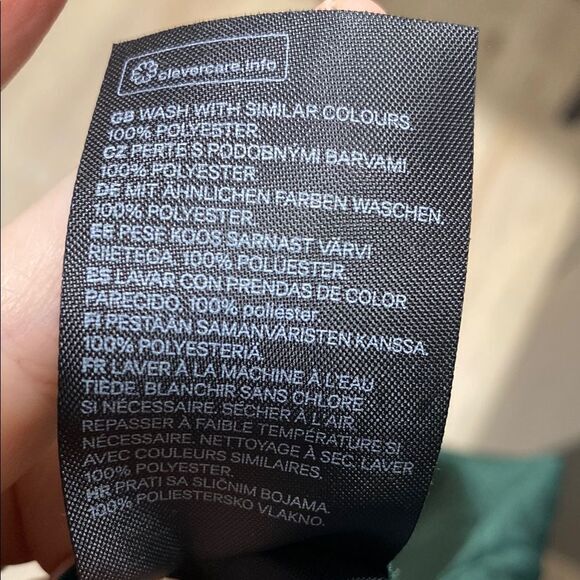 clevercare.info
GB WASH WITH SIMILAR COLOURS.
100% POLYESTER
CZ PERTE S PODOBNÝMI BARVAMI
100% POLYESTER
DE MIT ÄHNLICHEN FARBEN WASCHEN.
100% POLYESTER
EE PESE KOOS SARNAST VÄRVI
RIIETEGA. 100% POLÜESTER
ES LAVAR CON PRENDAS DE COLOR
PARECIDO. 100% poliester.
FI PESTÄÄN SAMANVÄRISTEN KANSSA.
100% POLYESTERIÄ
FR LAVER À LA MACHINE À L'EAU
TIÈDE. BLANCHIR SANS CHLORE
SI NÉCESSAIRE. SÉCHER À L'AIR.
REPASSER À FAIBLE TEMPÉRATURE SI
NÉCESSAIRE. NETTOYAGE À SEC. LAVER
AVEC COULEURS SIMILAIRES.
100% POLYESTER.
HR PRATI SA SLIČNIM BOJAMA.
100% POLIESTERSKO VLAKNO.